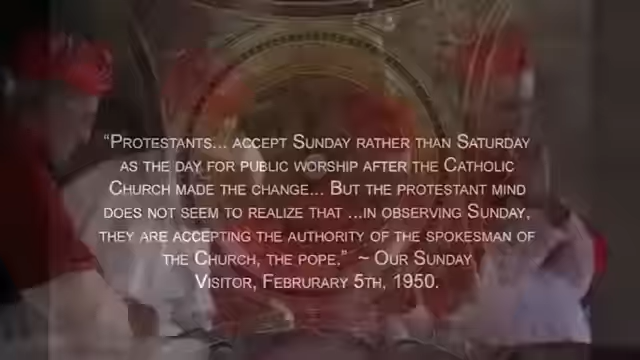 “Protestants... accept Sunday rather than Saturday
as the day for public worship after the Catholic
Church made the change... But the protestant mind
does not seem to realize that ...in observing Sunday,
they are accepting the authority of the spokesman of
the Church, the pope.” ~ Our Sunday
Visitor, Februrary 5th, 1950.